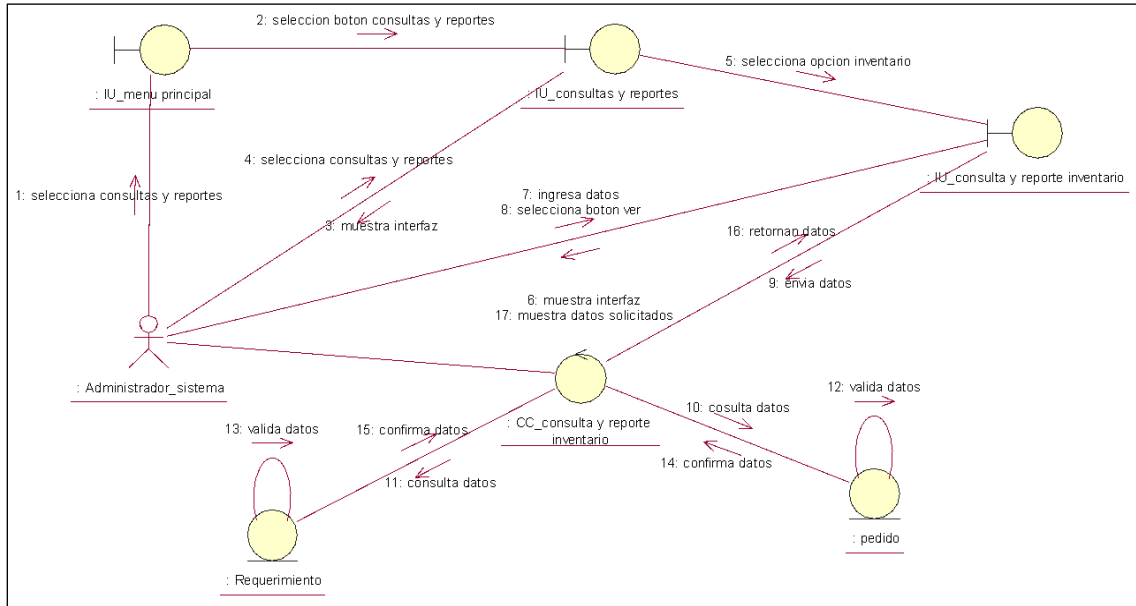 2: seleccion boton consultas y reportes
5: selecciona opcion inventario
: IU_menu principal
: IU_consultas y reportes
4: selecciona consultas y reportes
: IU_consulta y reporte inventario
1: selecciona consultas y reportes
7: ingresa datos
8: selecciona boton ver
3: muestra interfaz
16: retornan datos
9: envia datos
6: muestra interfaz
17: muestra datos solicitados
: Administrador_sistema
12: valida datos
10: cosulta datos
: CC_consulta y reporte
inventario
13: valida datos
15: confirma datos
14: confirma datos
11: consulta datos
: pedido
: Requerimiento